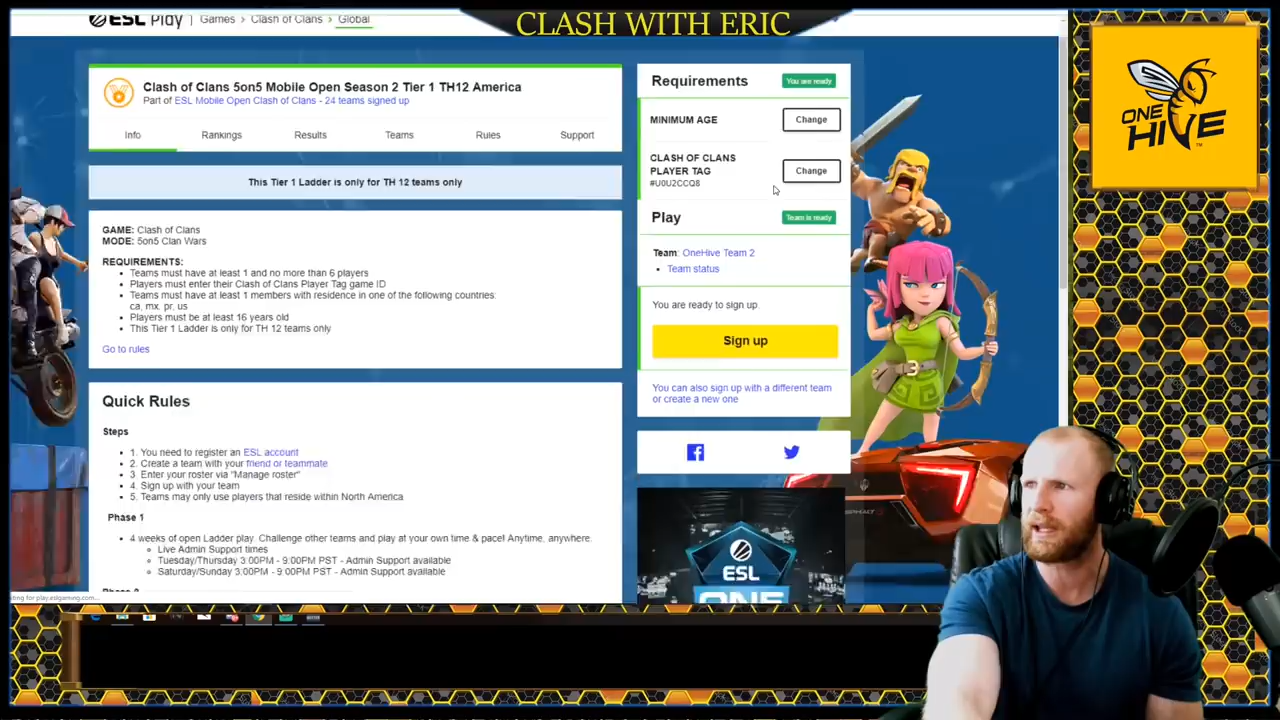 CLASH WITH ERIC
ESL Play Games › Clash of Clans › Global
Clash of Clans 5on5 Mobile Open Season 2 Tier 1 TH12 America
Part of ESL Mobile Open Clash of Clans - 24 teams signed up
Info Rankings Results Teams Rules Support
This Tier 1 Ladder is only for TH 12 teams only
GAME: Clash of Clans
MODE: 5on5 Clan Wars
REQUIREMENTS:
• Teams must have at least 1 and no more than 6 players
• Players must enter their Clash of Clans Player Tag game ID
• Teams must have at least 1 members with residence in one of the following countries:
ca, mx, pr, us
• Players must be at least 16 years old
• This Tier 1 Ladder is only for TH 12 teams only
Go to rules
Quick Rules
Steps
• 1. You need to register an ESL account
• 2. Create a team with your friend or teammate
• 3. Enter your roster via "Manage roster"
• 4. Sign up with your team
• 5. Teams may only use players that reside within North America
Phase 1
• 4 weeks of open Ladder play. Challenge other teams and play at your own time & pace! Anytime, anywhere.
Live Admin Support times
Tuesday/Thursday 3:00PM - 9:00PM PST - Admin Support available
Saturday/Sunday 3:00PM - 9:00PM PST - Admin Support available
Requirements You are ready
MINIMUM AGE Change
CLASH OF CLANS
PLAYER TAG Change
#U0U2CCQ8
Play Team is ready
Team: OneHive Team 2
• Team status
You are ready to sign up.
Sign up
You can also sign up with a different team
or create a new one
ESL
ONE
ONE
HIVE
ASPHALT